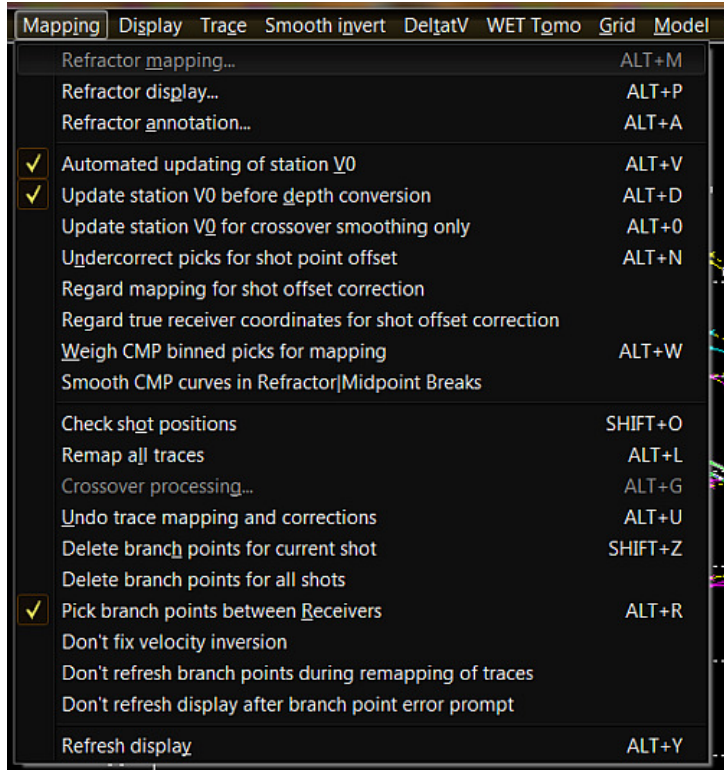 Mapping Display Trace Smooth invert DeltatV WET Tomo Grid Model
Refractor mapping... ALT+M
Refractor display... ALT+P
Refractor annotation... ALT+A
Automated updating of station V0 ALT+V
Update station V0 before depth conversion ALT+D
Update station V0 for crossover smoothing only ALT+0
Undercorrect picks for shot point offset ALT+N
Regard mapping for shot offset correction
Regard true receiver coordinates for shot offset correction
Weigh CMP binned picks for mapping ALT+W
Smooth CMP curves in Refractor|Midpoint Breaks
Check shot positions SHIFT+O
Remap all traces ALT+L
Crossover processing... ALT+G
Undo trace mapping and corrections ALT+U
Delete branch points for current shot SHIFT+Z
Delete branch points for all shots
Pick branch points between Receivers ALT+R
Don't fix velocity inversion
Don't refresh branch points during remapping of traces
Don't refresh display after branch point error prompt
Refresh display ALT+Y